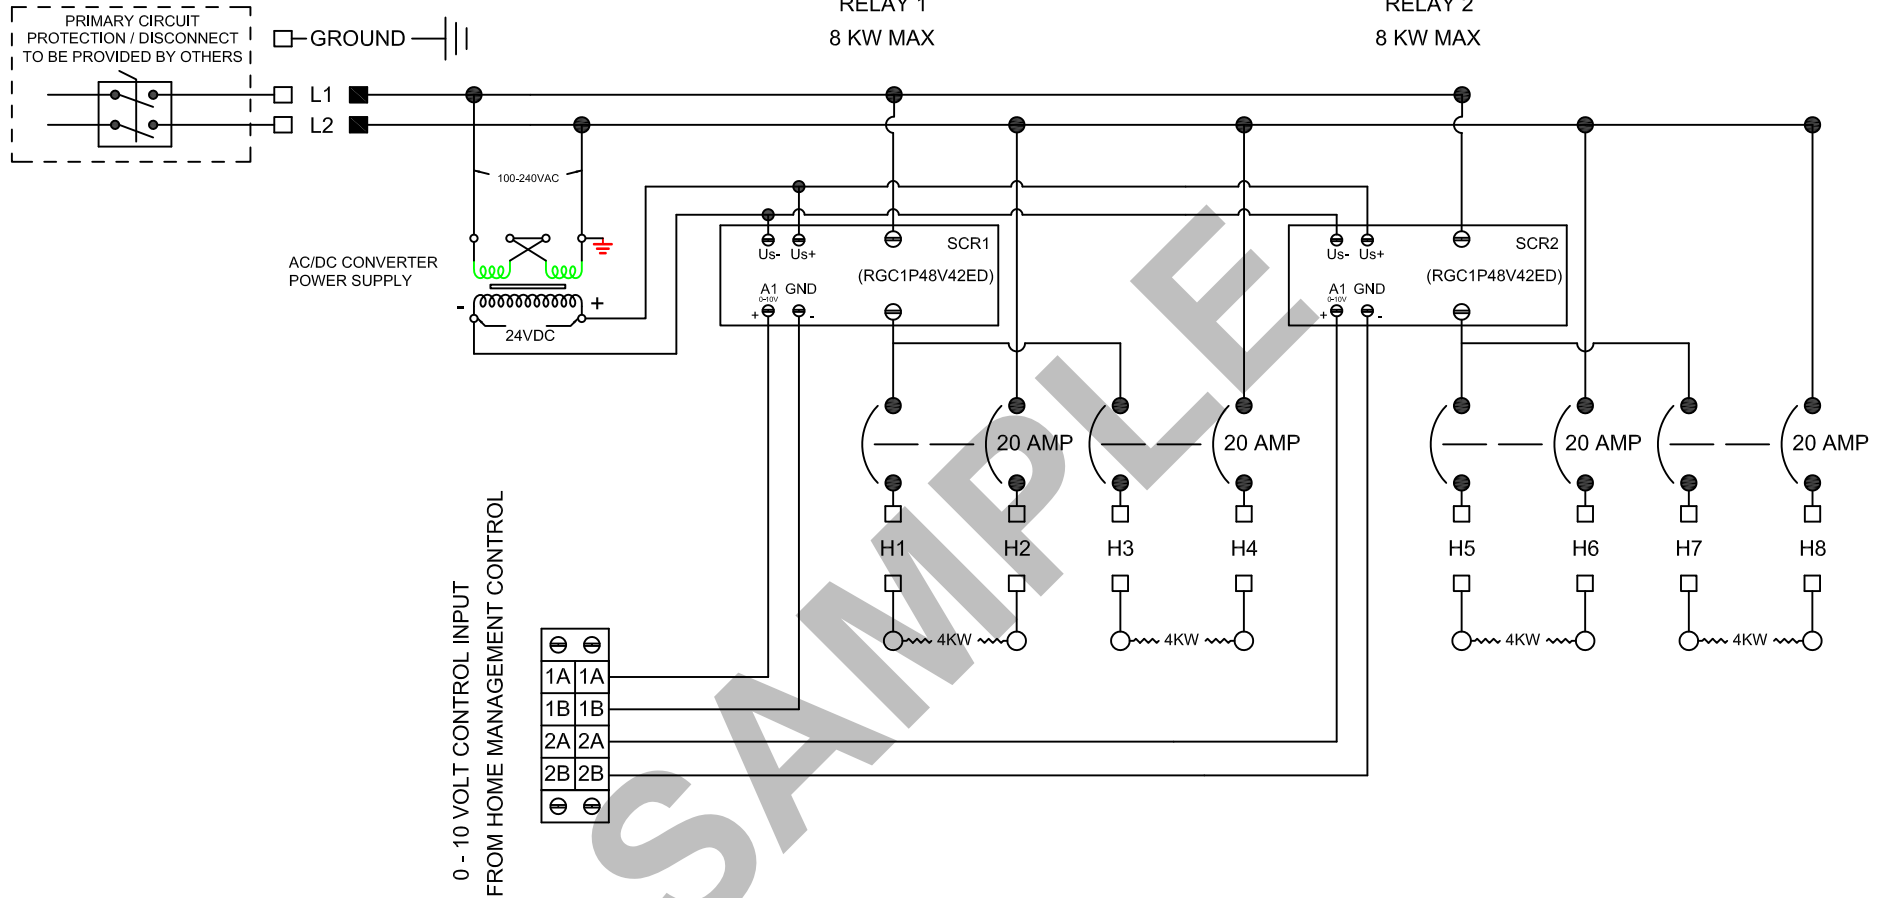 PRIMARY CIRCUIT
PROTECTION / DISCONNECT
TO BE PROVIDED BY OTHERS
GROUND
L1
L2
RELAY 1
8 KW MAX
RELAY 2
8 KW MAX
100-240VAC
AC/DC CONVERTER
POWER SUPPLY
- +
24VDC
Us- Us+
SCR1
(RGC1P48V42ED)
A1 GND
0-10V
+ -
Us- Us+
SCR2
(RGC1P48V42ED)
A1 GND
0-10V
+ -
20 AMP
20 AMP
20 AMP
20 AMP
H1 H2 H3 H4 H5 H6 H7 H8
4KW
4KW
4KW
4KW
0 - 10 VOLT CONTROL INPUT
FROM HOME MANAGEMENT CONTROL
1A 1A
1B 1B
2A 2A
2B 2B
SAMPLE